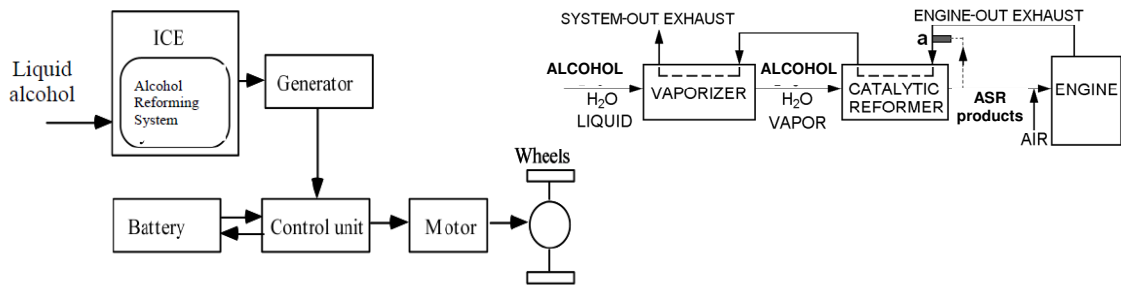 ICE
Alcohol
Reforming
System
Liquid
alcohol
Generator
Wheels
Battery
Control unit
Motor
SYSTEM-OUT EXHAUST
ENGINE-OUT EXHAUST
a
ALCOHOL
H₂O
LIQUID
VAPORIZER
ALCOHOL
H₂O
VAPOR
CATALYTIC
REFORMER
ASR
products
AIR
ENGINE